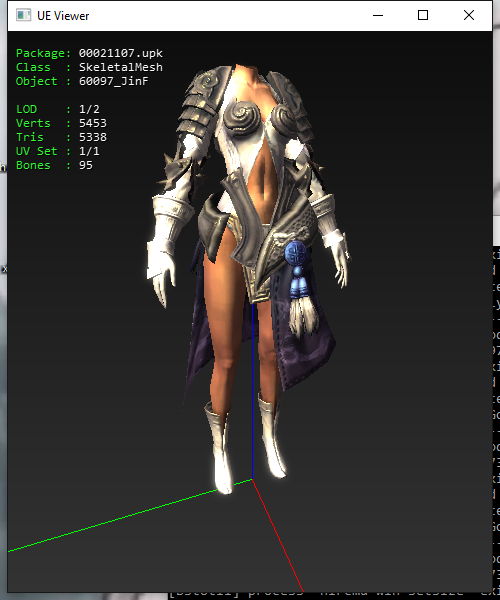 UE Viewer
Package: 00021107.upk
Class : SkeletalMesh
Object : 60097_JinF
LOD : 1/2
Verts : 5453
Tris : 5338
UV Set : 1/1
Bones : 95